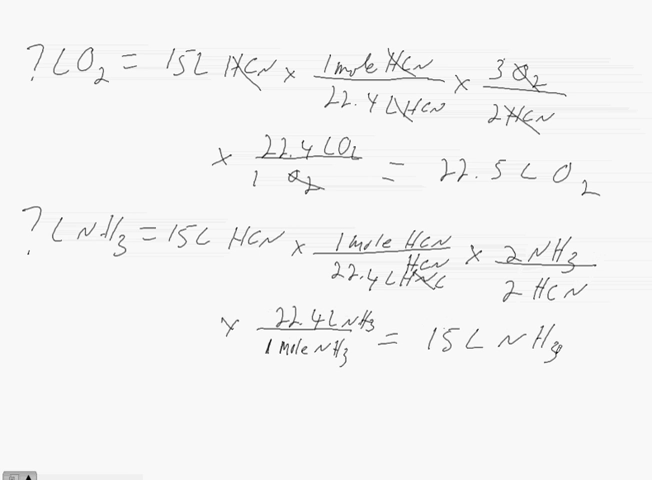 ? L O₂ = 15L HCN × 1 mole HCN / 22.4 L HCN × 3 O₂ / 2 HCN
× 22.4 L O₂ / 1 O₂ = 22.5 L O₂
? L NH₃ = 15L HCN × 1 mole HCN / 22.4 L HCN × 2 NH₃ / 2 HCN
× 22.4 L NH₃ / 1 mole NH₃ = 15 L NH₃